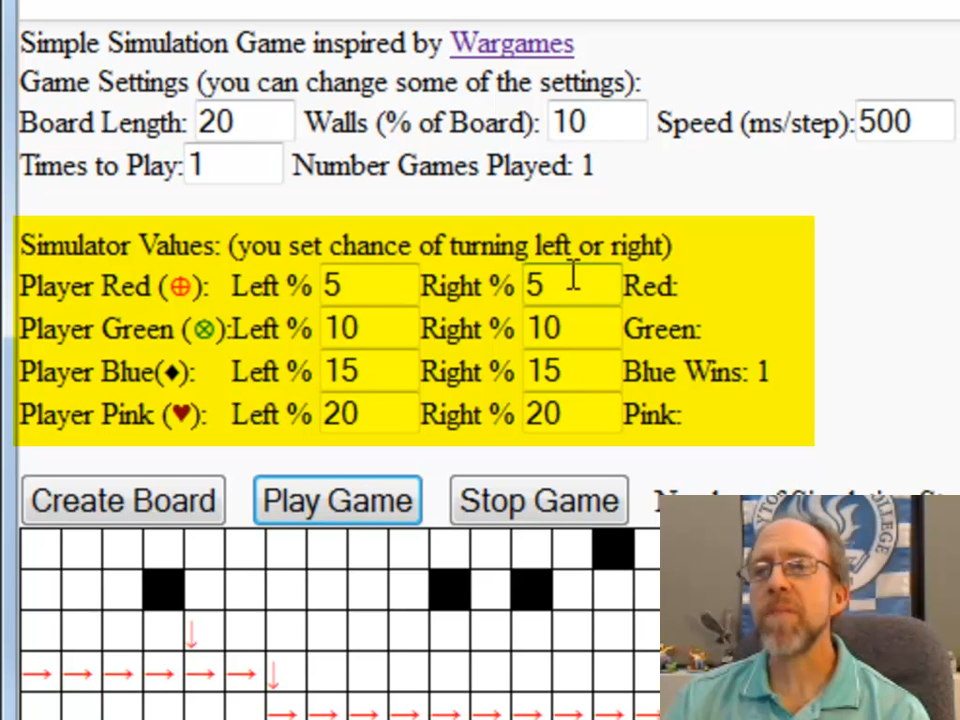 Simple Simulation Game inspired by Wargames
Game Settings (you can change some of the settings):
Board Length: 20 Walls (% of Board): 10 Speed (ms/step): 500
Times to Play: 1 Number Games Played: 1
Simulator Values: (you set chance of turning left or right)
Player Red (⊕): Left % 5 Right % 5 Red:
Player Green (⊗): Left % 10 Right % 10 Green:
Player Blue(♦): Left % 15 Right % 15 Blue Wins: 1
Player Pink (♥): Left % 20 Right % 20 Pink:
Create Board Play Game Stop Game